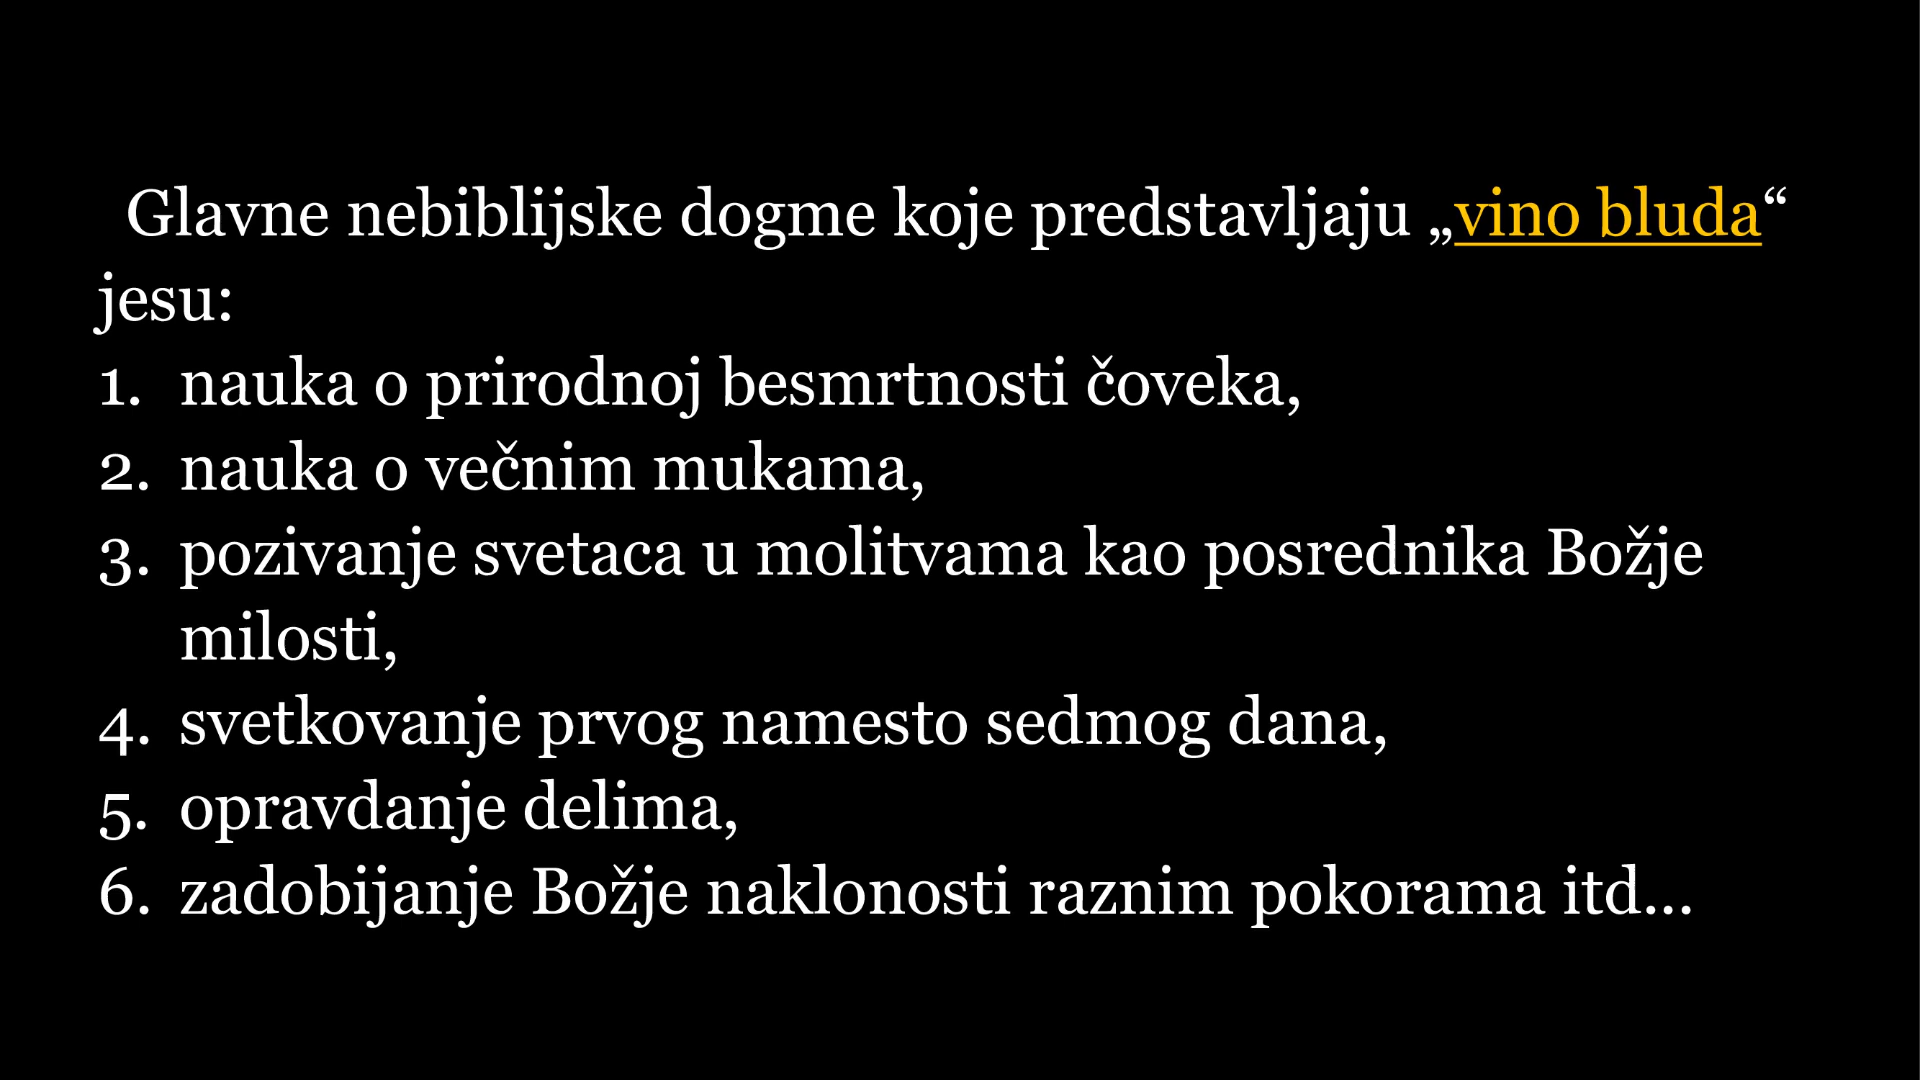 Glavne nebiblijske dogme koje predstavljaju „vino bluda“
jesu:
1. nauka o prirodnoj besmrtnosti čoveka,
2. nauka o večnim mukama,
3. pozivanje svetaca u molitvama kao posrednika Božje
milosti,
4. svetkovanje prvog namesto sedmog dana,
5. opravdanje delima,
6. zadobijanje Božje naklonosti raznim pokorama itd...